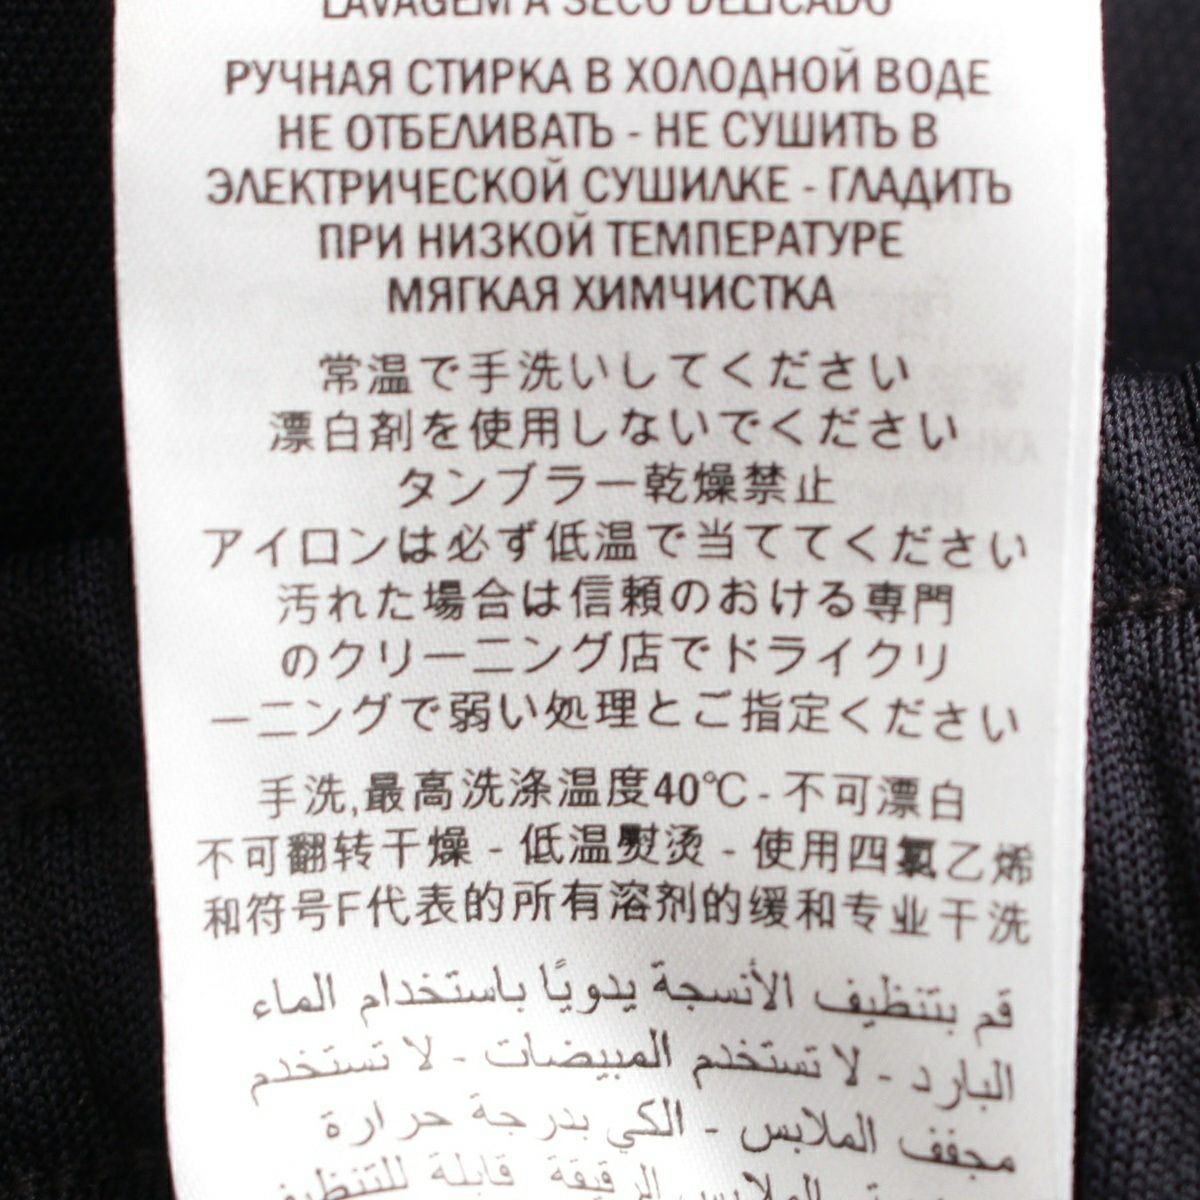 LAVAGEM A SECO DELICADO
РУЧНАЯ СТИРКА В ХОЛОДНОЙ ВОДЕ
НЕ ОТБЕЛИВАТЬ - НЕ СУШИТЬ В
ЭЛЕКТРИЧЕСКОЙ СУШИЛКЕ - ГЛАДИТЬ
ПРИ НИЗКОЙ ТЕМПЕРАТУРЕ
МЯГКАЯ ХИМЧИСТКА
常温で手洗いしてください
漂白剤を使用しないでください
タンブラー乾燥禁止
アイロンは必ず低温で当ててください
汚れた場合は信頼のおける専門
のクリーニング店でドライクリ
ーニングで弱い処理とご指定ください
手洗,最高洗涤温度40℃ - 不可漂白
不可翻转干燥 - 低温熨烫 - 使用四氯乙烯
和符号F代表的所有溶剂的缓和专业干洗
قم بتنظيف الأنسجة يدويًا باستخدام الماء
البارد - لا تستخدم المبيضات - لا تستخدم
مجفف الملابس - الكي بدرجة حرارة
الملابس الرقيقة قابلة للتنظيف